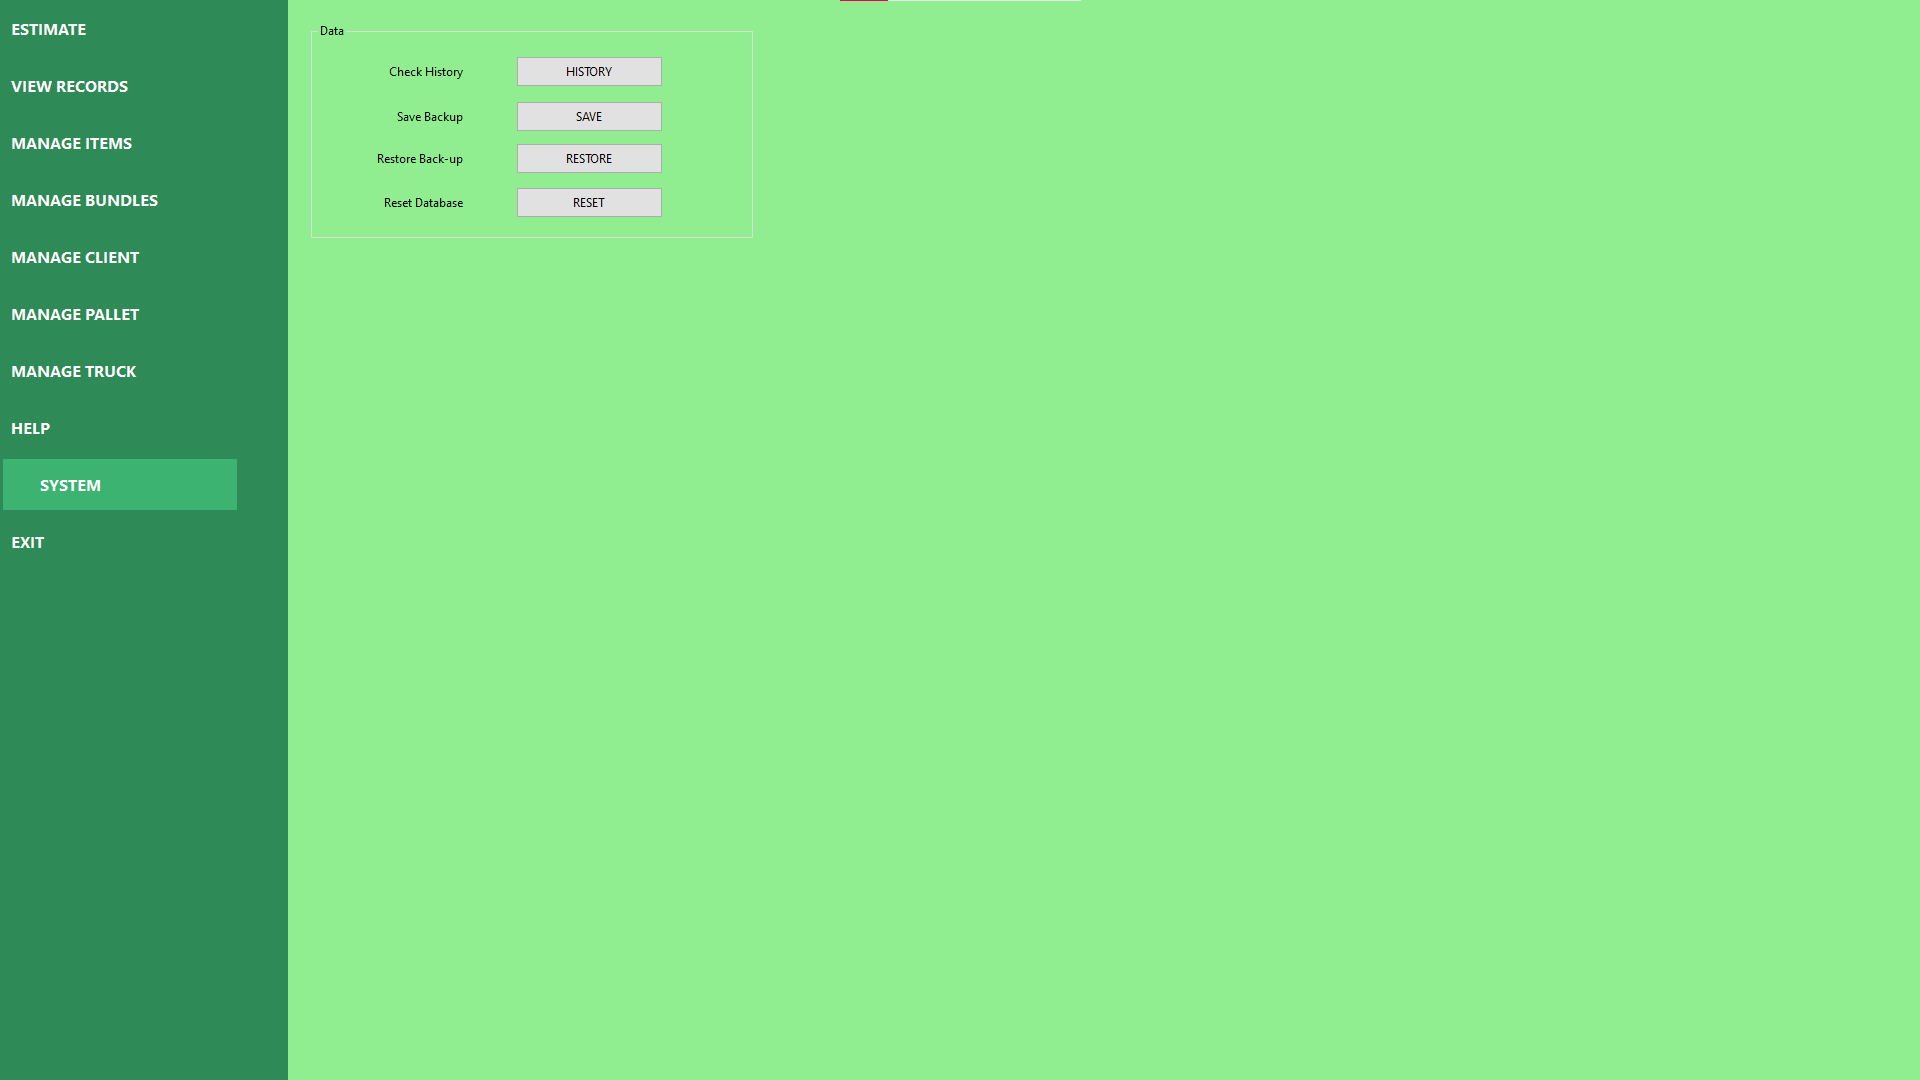 ESTIMATE
VIEW RECORDS
MANAGE ITEMS
MANAGE BUNDLES
MANAGE CLIENT
MANAGE PALLET
MANAGE TRUCK
HELP
SYSTEM
EXIT
Data
Check History HISTORY
Save Backup SAVE
Restore Back-up RESTORE
Reset Database RESET